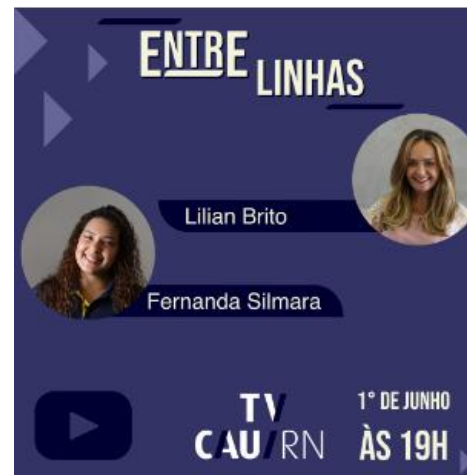 ENTRE
LINHAS
Lilian Brito
Fernanda Silmara
TV
CAU/RN
1° DE JUNHO
ÀS 19H